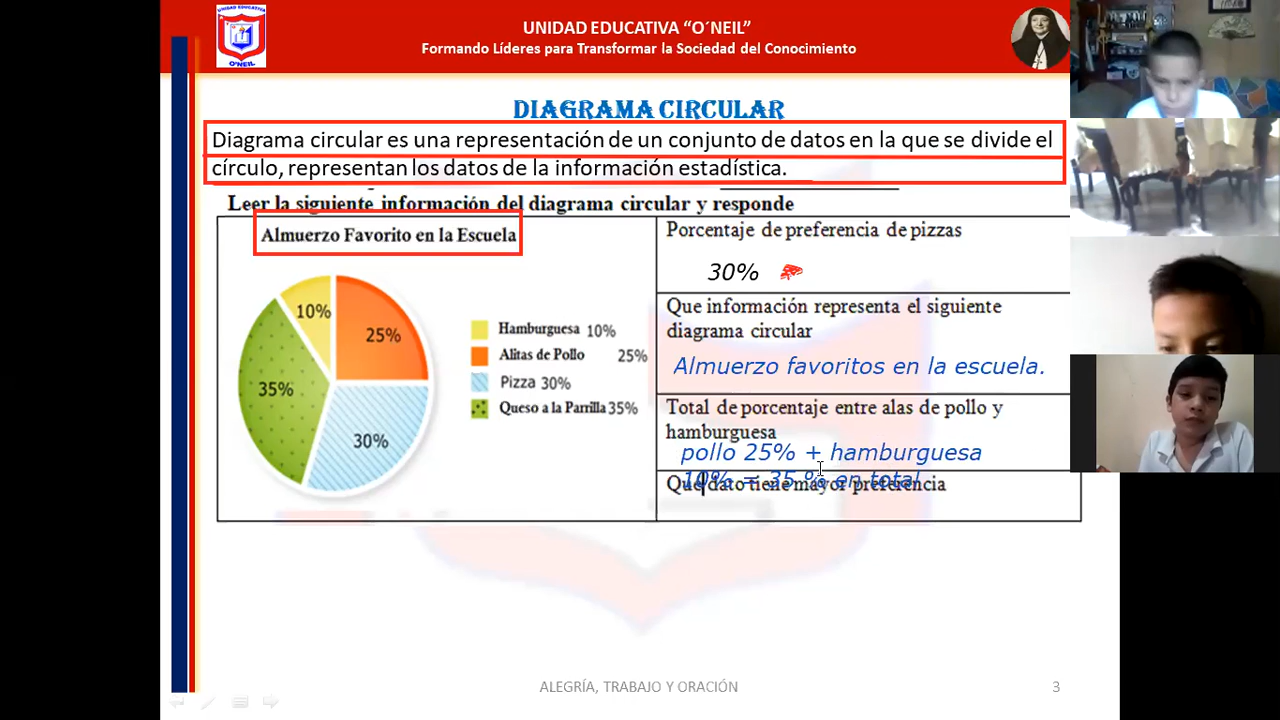 UNIDAD EDUCATIVA
O´NEIL
UNIDAD EDUCATIVA “O´NEIL”
Formando Líderes para Transformar la Sociedad del Conocimiento
DIAGRAMA CIRCULAR
Diagrama circular es una representación de un conjunto de datos en la que se divide el
círculo, representan los datos de la información estadística.
Leer la siguiente información del diagrama circular y responde
Almuerzo Favorito en la Escuela
10%
25%
35%
30%
Hamburguesa 10%
Alitas de Pollo 25%
Pizza 30%
Queso a la Parrilla 35%
Porcentaje de preferencia de pizzas
30%
Que información representa el siguiente
diagrama circular
Almuerzo favoritos en la escuela.
Total de porcentaje entre alas de pollo y
hamburguesa
pollo 25% + hamburguesa
10% = 35 % en total
Que dato tiene mayor preferencia
ALEGRÍA, TRABAJO Y ORACIÓN
3